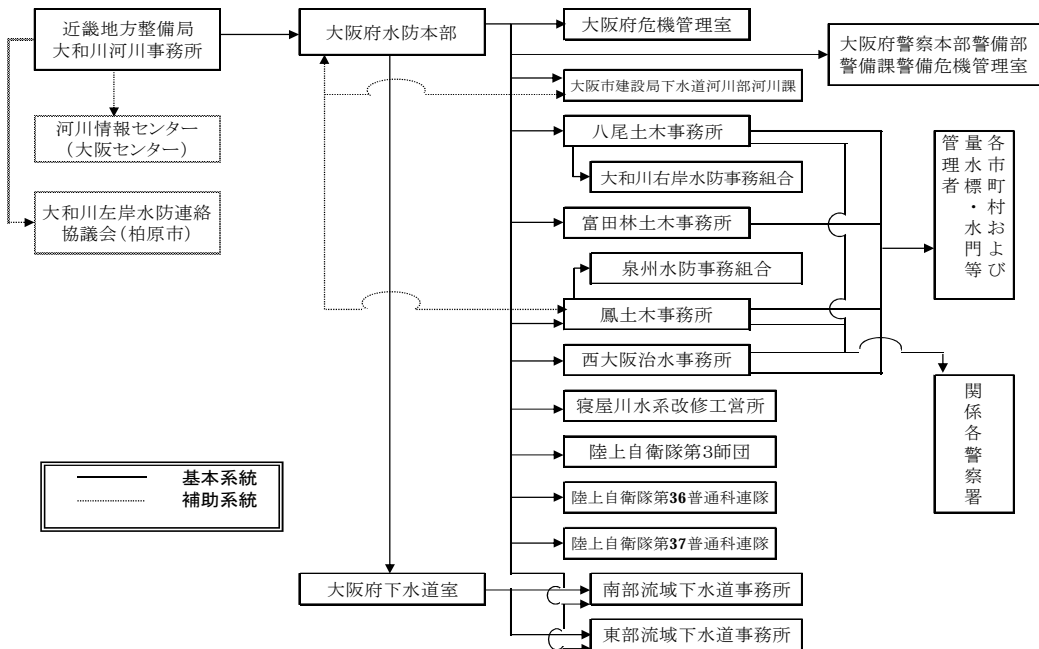 近畿地方整備局
大和川河川事務所
河川情報センター
（大阪センター）
大和川左岸水防連絡
協議会（柏原市）
大阪府水防本部
大阪府危機管理室
大阪府警察本部警備部
警備課警備危機管理室
大阪市建設局下水道河川部河川課
八尾土木事務所
大和川右岸水防事務組合
富田林土木事務所
泉州水防事務組合
鳳土木事務所
西大阪治水事務所
寝屋川水系改修工営所
陸上自衛隊第3師団
陸上自衛隊第36普通科連隊
陸上自衛隊第37普通科連隊
大阪府下水道室
南部流域下水道事務所
東部流域下水道事務所
各市町村および
量水標・水門等
管理者
関係各警察署
基本系統
補助系統